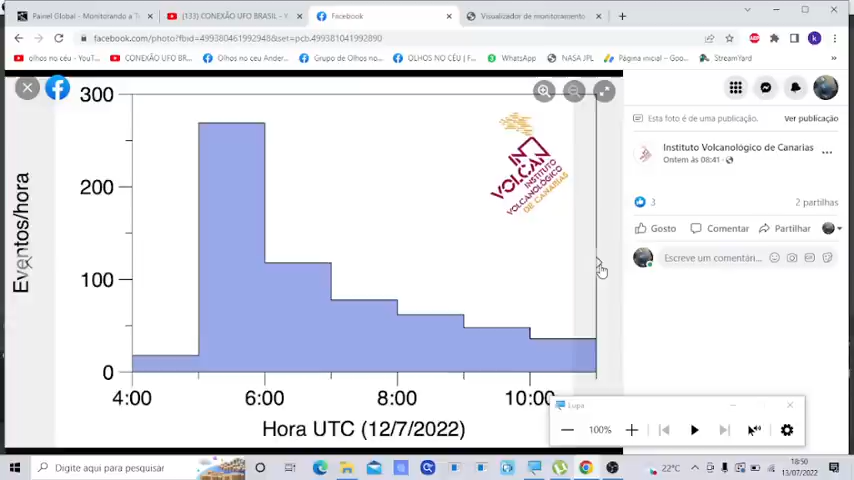 Painel Global - Monitorando a T
(133) CONEXÃO UFO BRASIL - Y
Facebook
Visualizador de monitoramento
facebook.com/photo?fbid=499380461992948&set=pcb.499381041992890
olhos no céu - YouT...
CONEXÃO UFO BR...
Olhos no céu Ander...
Grupo de Olhos no...
OLHOS NO CÉU | F...
WhatsApp
NASA JPL
Página inicial – Goo...
StreamYard
300
200
100
0
Eventos/hora
4:00
6:00
8:00
10:00
Hora UTC (12/7/2022)
IN
VOLCAN
INSTITUTO
VOLCANOLÓGICO
DE CANARIAS
Esta foto é de uma publicação.
Ver publicação
Instituto Volcanológico de Canarias
Ontem às 08:41
3
2 partilhas
Gosto
Comentar
Partilhar
Escreve um comentári...
Lupa
100%
Digite aqui para pesquisar
22°C
18:50
13/07/2022